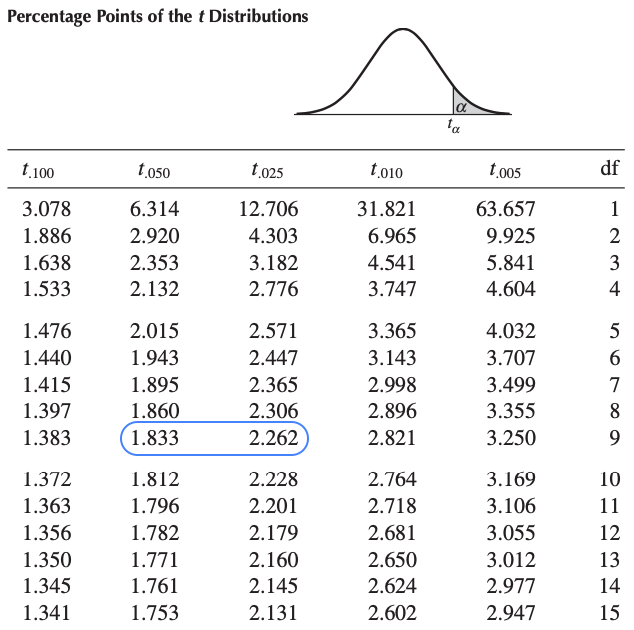 Percentage Points of the t Distributions
α
tα
t.100 t.050 t.025 t.010 t.005 df
3.078 6.314 12.706 31.821 63.657 1
1.886 2.920 4.303 6.965 9.925 2
1.638 2.353 3.182 4.541 5.841 3
1.533 2.132 2.776 3.747 4.604 4
1.476 2.015 2.571 3.365 4.032 5
1.440 1.943 2.447 3.143 3.707 6
1.415 1.895 2.365 2.998 3.499 7
1.397 1.860 2.306 2.896 3.355 8
1.383 1.833 2.262 2.821 3.250 9
1.372 1.812 2.228 2.764 3.169 10
1.363 1.796 2.201 2.718 3.106 11
1.356 1.782 2.179 2.681 3.055 12
1.350 1.771 2.160 2.650 3.012 13
1.345 1.761 2.145 2.624 2.977 14
1.341 1.753 2.131 2.602 2.947 15